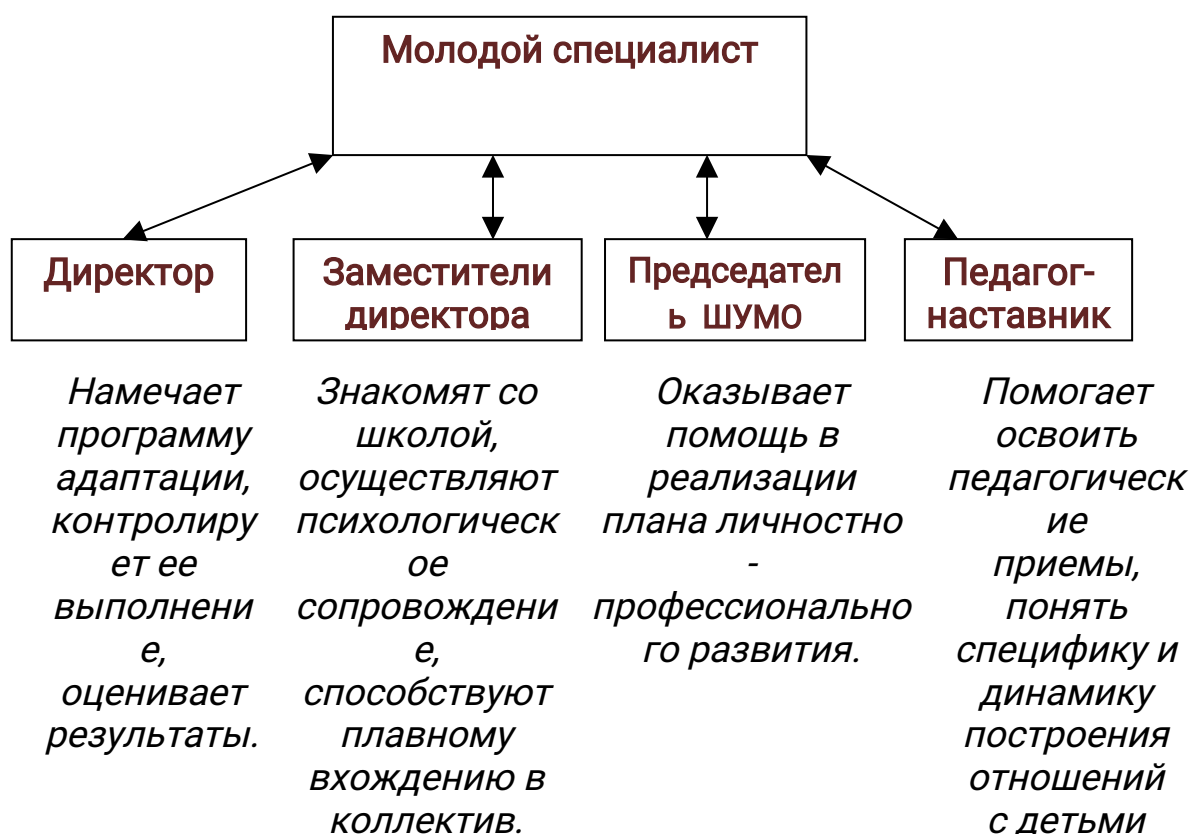 Молодой специалист
Директор
Заместители
директора
Председател
ь ШУМО
Педагог-
наставник
Намечает
программу
адаптации,
контролиру
ет ее
выполнени
е,
оценивает
результаты.
Знакомят со
школой,
осуществляют
психологическ
ое
сопровождени
е,
способствуют
плавному
вхождению в
коллектив.
Оказывает
помощь в
реализации
плана личностно
-
профессионально
го развития.
Помогает
освоить
педагогическ
ие
приемы,
понять
специфику и
динамику
построения
отношений
с детьми